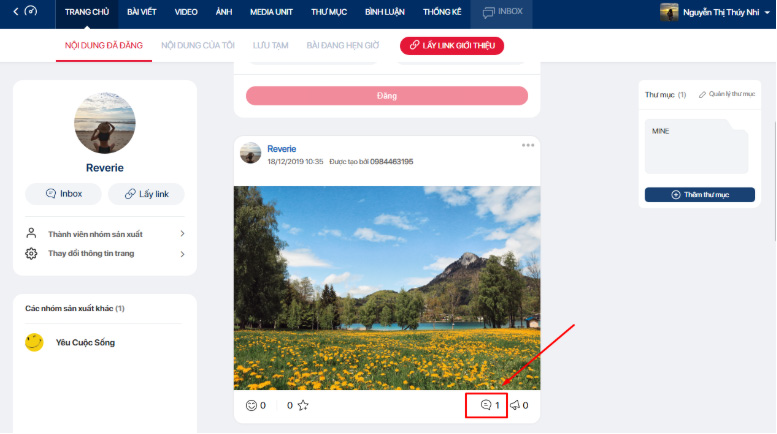 TRANG CHỦ BÀI VIẾT VIDEO ẢNH MEDIA UNIT THƯ MỤC BÌNH LUẬN THỐNG KÊ INBOX Nguyễn Thị Thúy Nhi
NỘI DUNG ĐÃ ĐĂNG NỘI DUNG CỦA TÔI LƯU TẠM BÀI ĐANG HẸN GIỜ LẤY LINK GIỚI THIỆU
Reverie
Inbox Lấy link
Thành viên nhóm sản xuất
Thay đổi thông tin trang
Các nhóm sản xuất khác (1)
Yêu Cuộc Sống
Đăng
Reverie
18/12/2019 10:35 Được tạo bởi 0984463195
0 0 1 0
Thư mục (1) Quản lý thư mục
MINE
Thêm thư mục